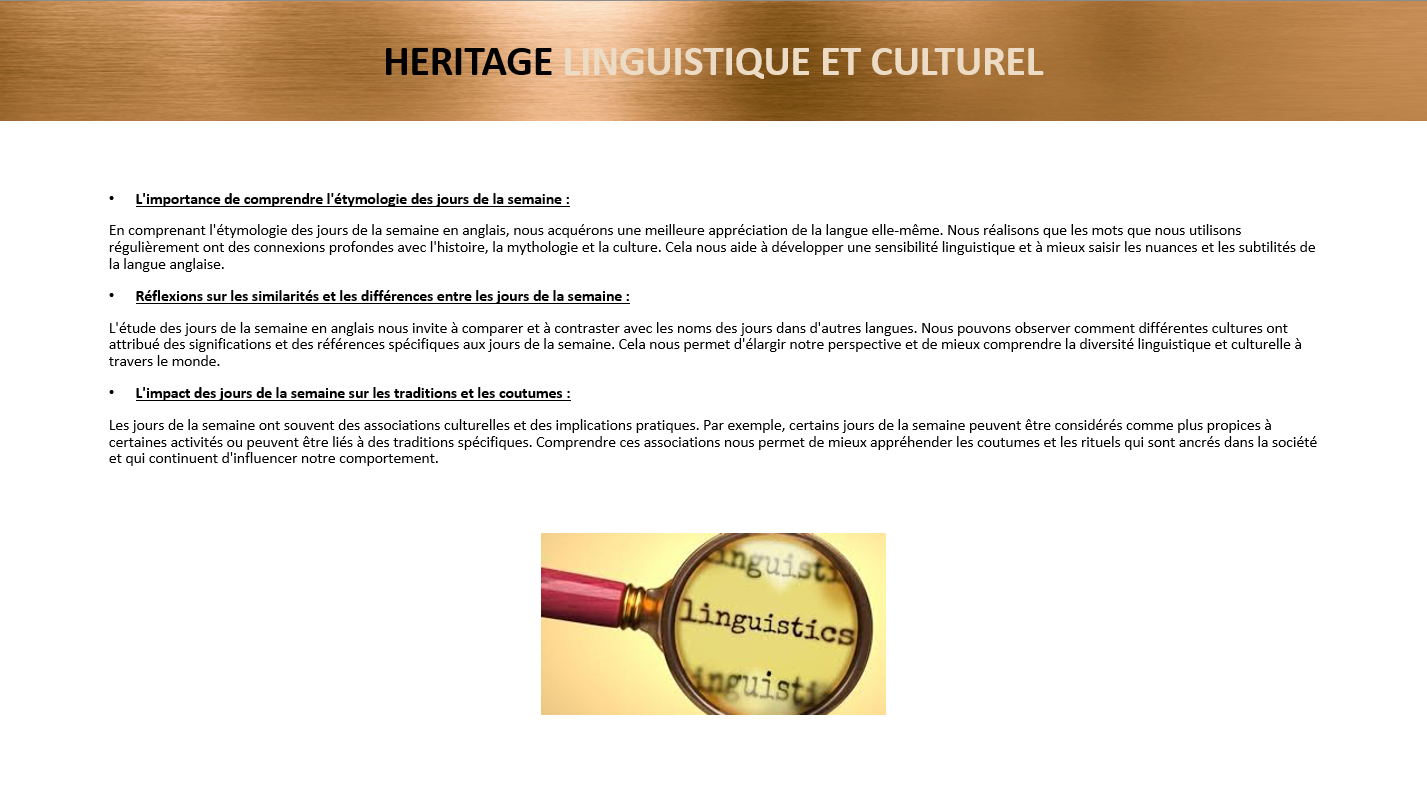 HERITAGE LINGUISTIQUE ET CULTUREL
• L'importance de comprendre l'étymologie des jours de la semaine :
En comprenant l'étymologie des jours de la semaine en anglais, nous acquérons une meilleure appréciation de la langue elle-même. Nous réalisons que les mots que nous utilisons
régulièrement ont des connexions profondes avec l'histoire, la mythologie et la culture. Cela nous aide à développer une sensibilité linguistique et à mieux saisir les nuances et les subtilités de
la langue anglaise.
• Réflexions sur les similarités et les différences entre les jours de la semaine :
L'étude des jours de la semaine en anglais nous invite à comparer et à contraster avec les noms des jours dans d'autres langues. Nous pouvons observer comment différentes cultures ont
attribué des significations et des références spécifiques aux jours de la semaine. Cela nous permet d'élargir notre perspective et de mieux comprendre la diversité linguistique et culturelle à
travers le monde.
• L'impact des jours de la semaine sur les traditions et les coutumes :
Les jours de la semaine ont souvent des associations culturelles et des implications pratiques. Par exemple, certains jours de la semaine peuvent être considérés comme plus propices à
certaines activités ou peuvent être liés à des traditions spécifiques. Comprendre ces associations nous permet de mieux appréhender les coutumes et les rituels qui sont ancrés dans la société
et qui continuent d'influencer notre comportement.
linguisti
linguistics
inguisti